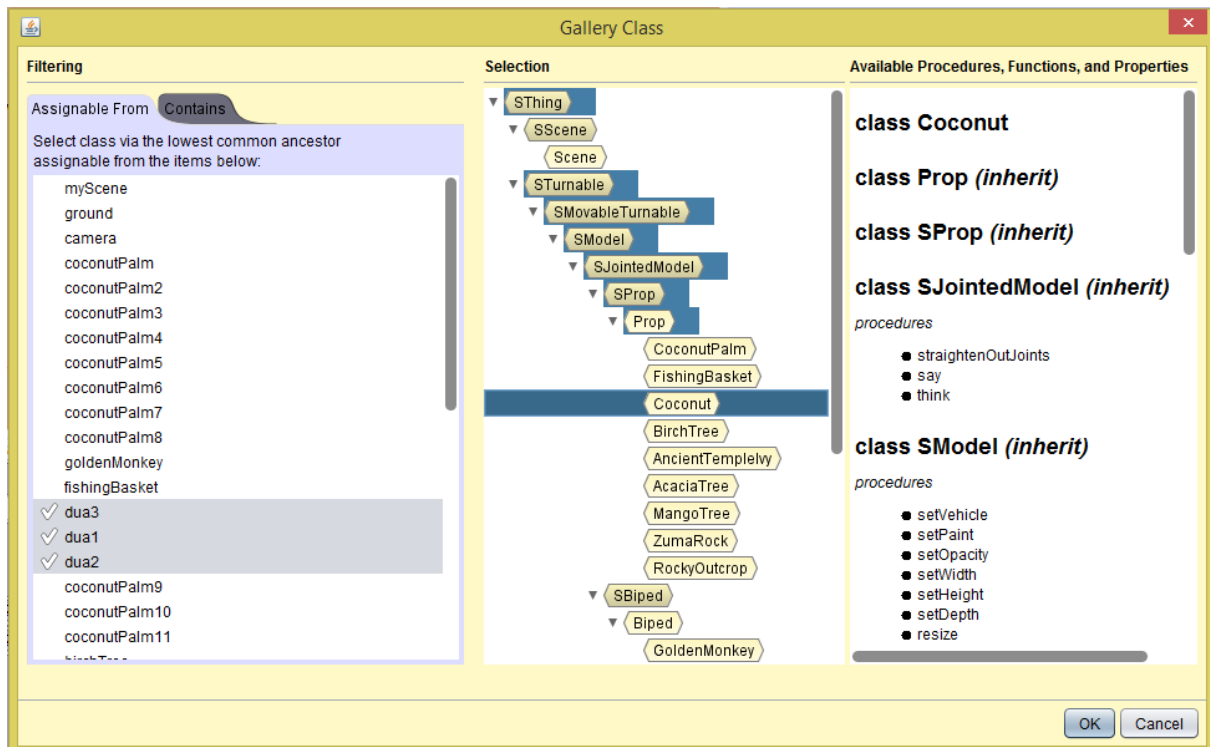 Gallery Class
Filtering
Assignable From
Contains
Select class via the lowest common ancestor
assignable from the items below:
myScene
ground
camera
coconutPalm
coconutPalm2
coconutPalm3
coconutPalm4
coconutPalm5
coconutPalm6
coconutPalm7
coconutPalm8
goldenMonkey
fishingBasket
dua3
dua1
dua2
coconutPalm9
coconutPalm10
coconutPalm11
Selection
SThing
SScene
Scene
STurnable
SMovableTurnable
SModel
SJointedModel
SProp
Prop
CoconutPalm
FishingBasket
Coconut
BirchTree
AncientTempleIvy
AcaciaTree
MangoTree
ZumaRock
RockyOutcrop
SBiped
Biped
GoldenMonkey
Available Procedures, Functions, and Properties
class Coconut
class Prop (inherit)
class SProp (inherit)
class SJointedModel (inherit)
procedures
straightenOutJoints
say
think
class SModel (inherit)
procedures
setVehicle
setPaint
setOpacity
setWidth
setHeight
setDepth
resize
OK
Cancel